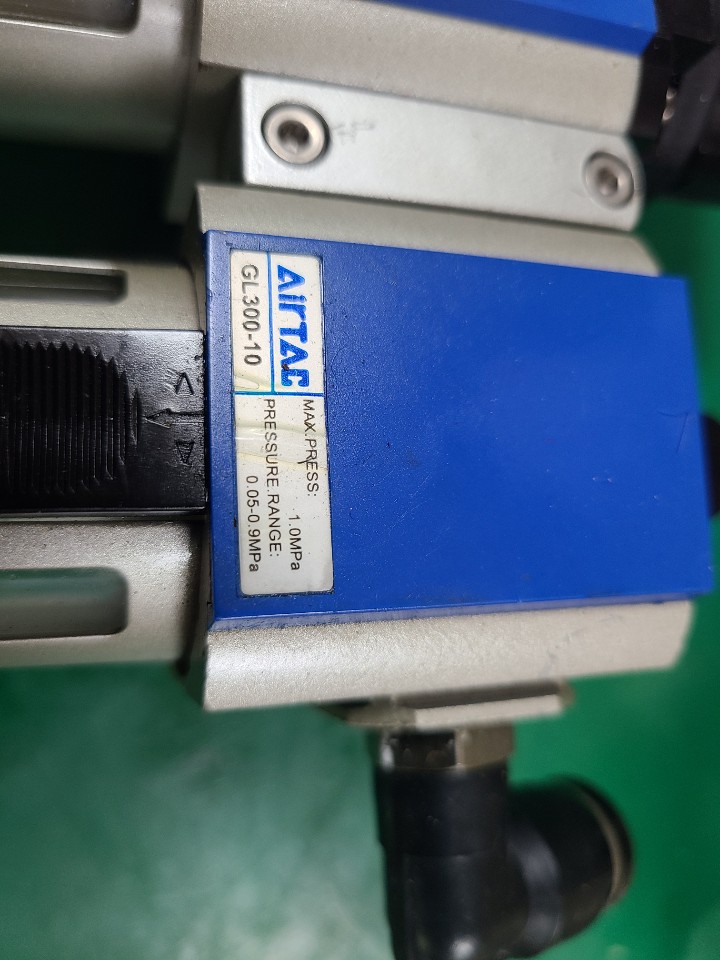 AirTAC
GL300-10
MAX.PRESS: 1.0MPa
PRESSURE.RANGE:
0.05-0.9MPa